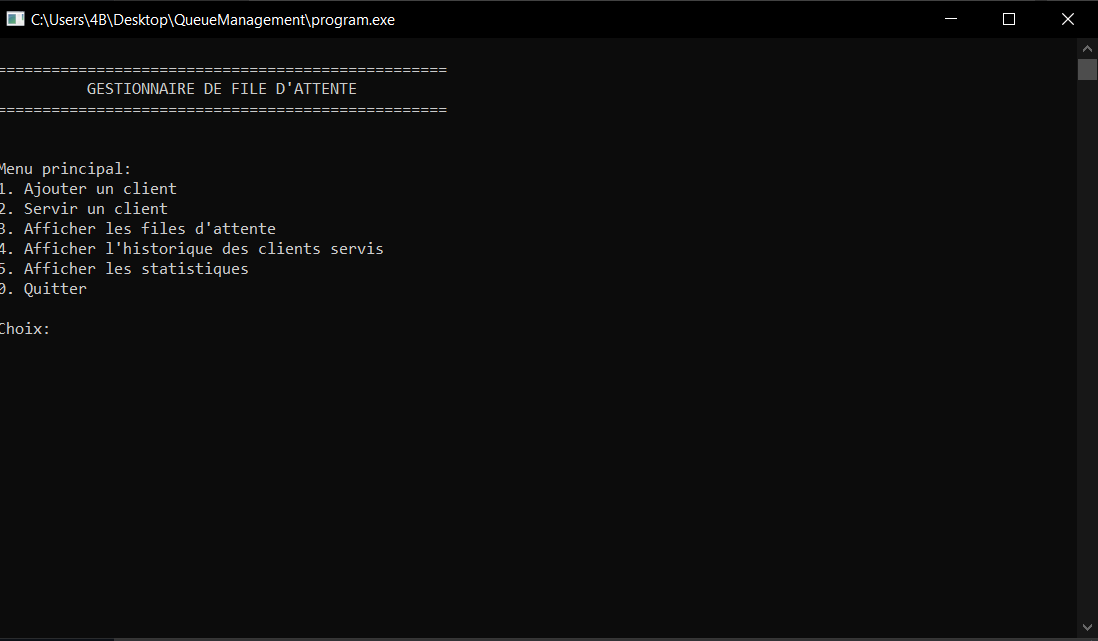 C:\Users\4B\Desktop\QueueManagement\program.exe
==================================================
GESTIONNAIRE DE FILE D'ATTENTE
==================================================
Menu principal:
1. Ajouter un client
2. Servir un client
3. Afficher les files d'attente
4. Afficher l'historique des clients servis
5. Afficher les statistiques
0. Quitter
Choix: